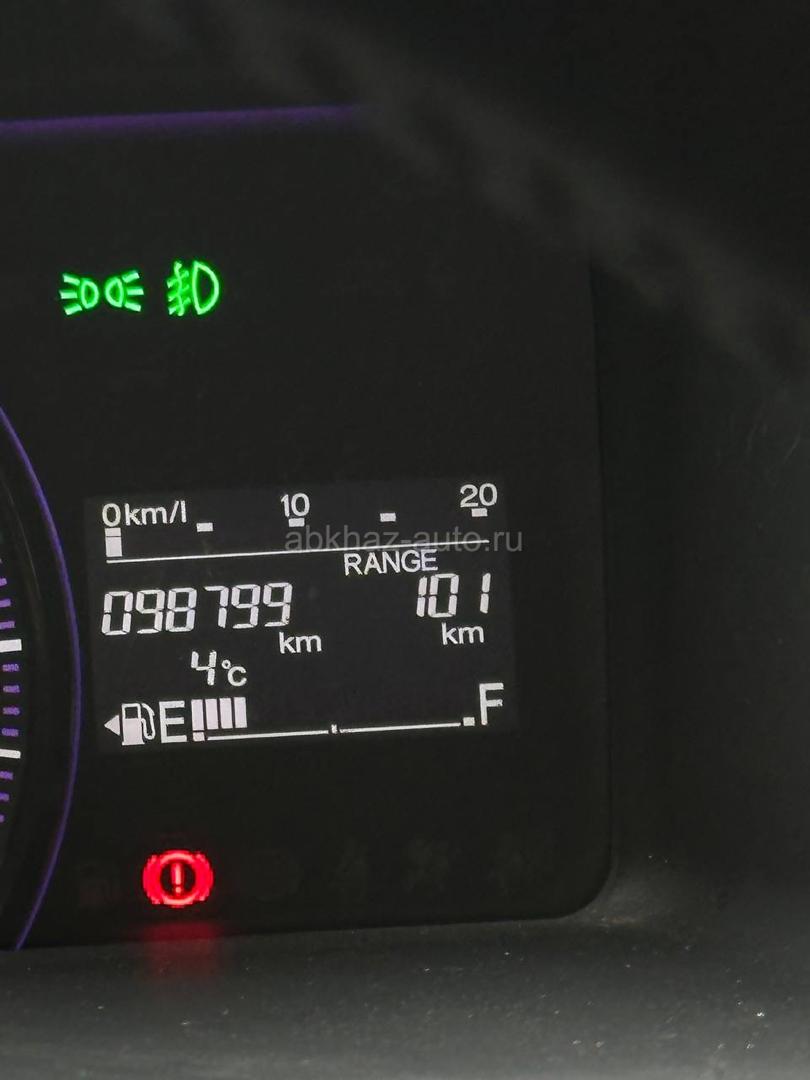 0km/l 10 20
abkhaz-auto.ru
RANGE
098799 km 101 km
4°C
E F